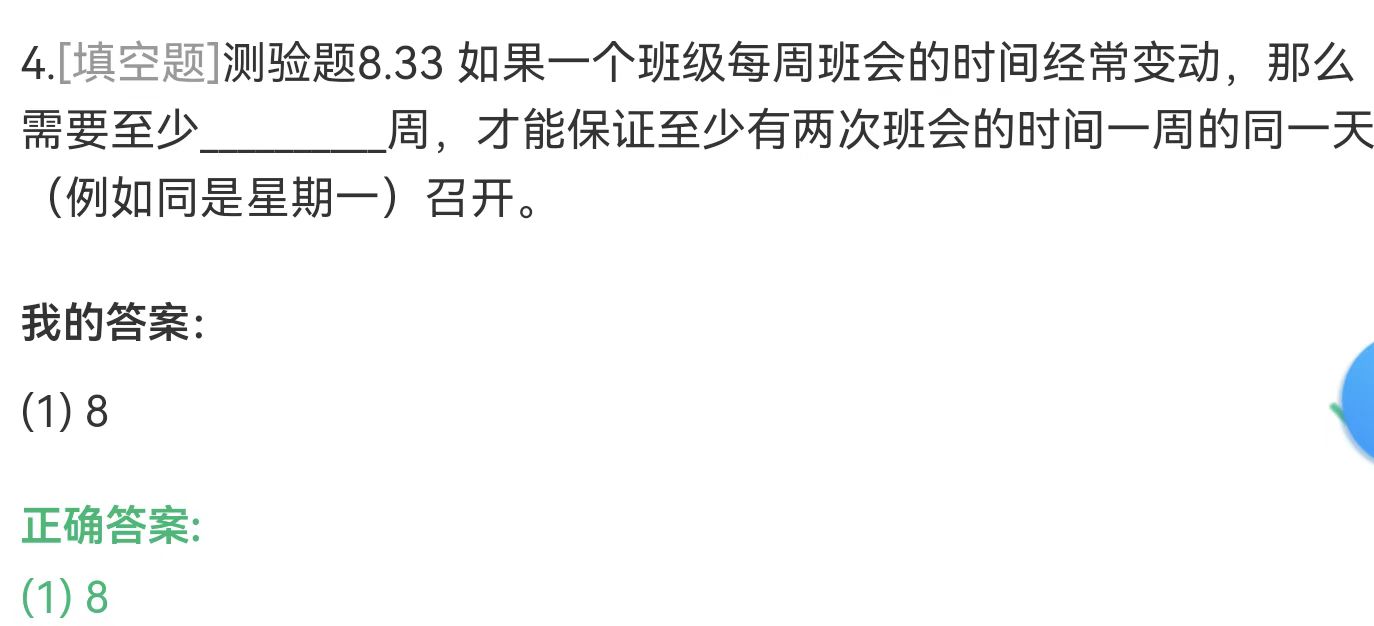 4.[填空题]测验题8.33 如果一个班级每周班会的时间经常变动，那么
需要至少_________周，才能保证至少有两次班会的时间一周的同一天
（例如同是星期一）召开。
我的答案:
(1) 8
正确答案:
(1) 8